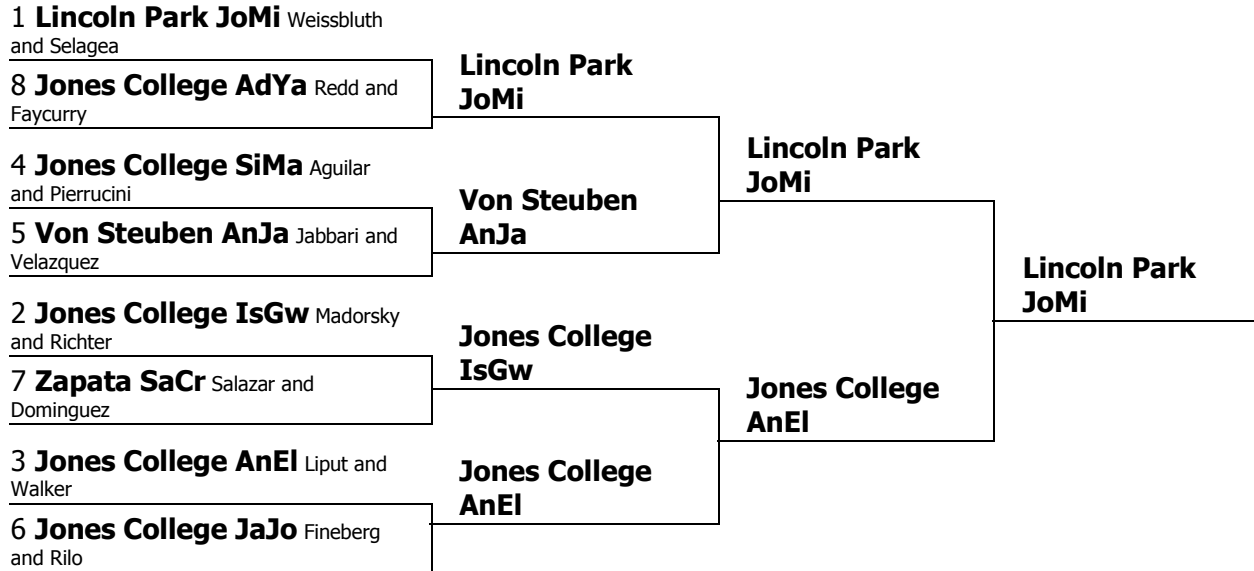 1 Lincoln Park JoMi Weissbluth
and Selagea
8 Jones College AdYa Redd and
Faycurry
4 Jones College SiMa Aguilar
and Pierrucini
5 Von Steuben AnJa Jabbari and
Velazquez
2 Jones College IsGw Madorsky
and Richter
7 Zapata SaCr Salazar and
Dominguez
3 Jones College AnEl Liput and
Walker
6 Jones College JaJo Fineberg
and Rilo
Lincoln Park
JoMi
Von Steuben
AnJa
Jones College
IsGw
Jones College
AnEl
Lincoln Park
JoMi
Jones College
AnEl
Lincoln Park
JoMi